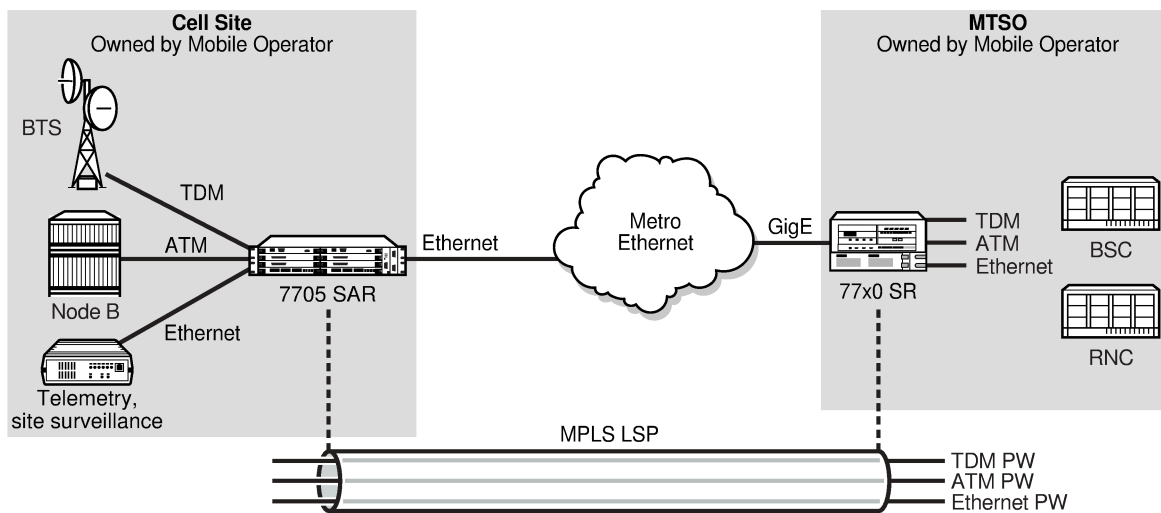 Cell Site
Owned by Mobile Operator
MTSO
Owned by Mobile Operator
BTS
TDM
ATM
Node B
Ethernet
Telemetry,
site surveillance
7705 SAR
Ethernet
Metro
Ethernet
GigE
77x0 SR
TDM
ATM
Ethernet
BSC
RNC
MPLS LSP
TDM PW
ATM PW
Ethernet PW